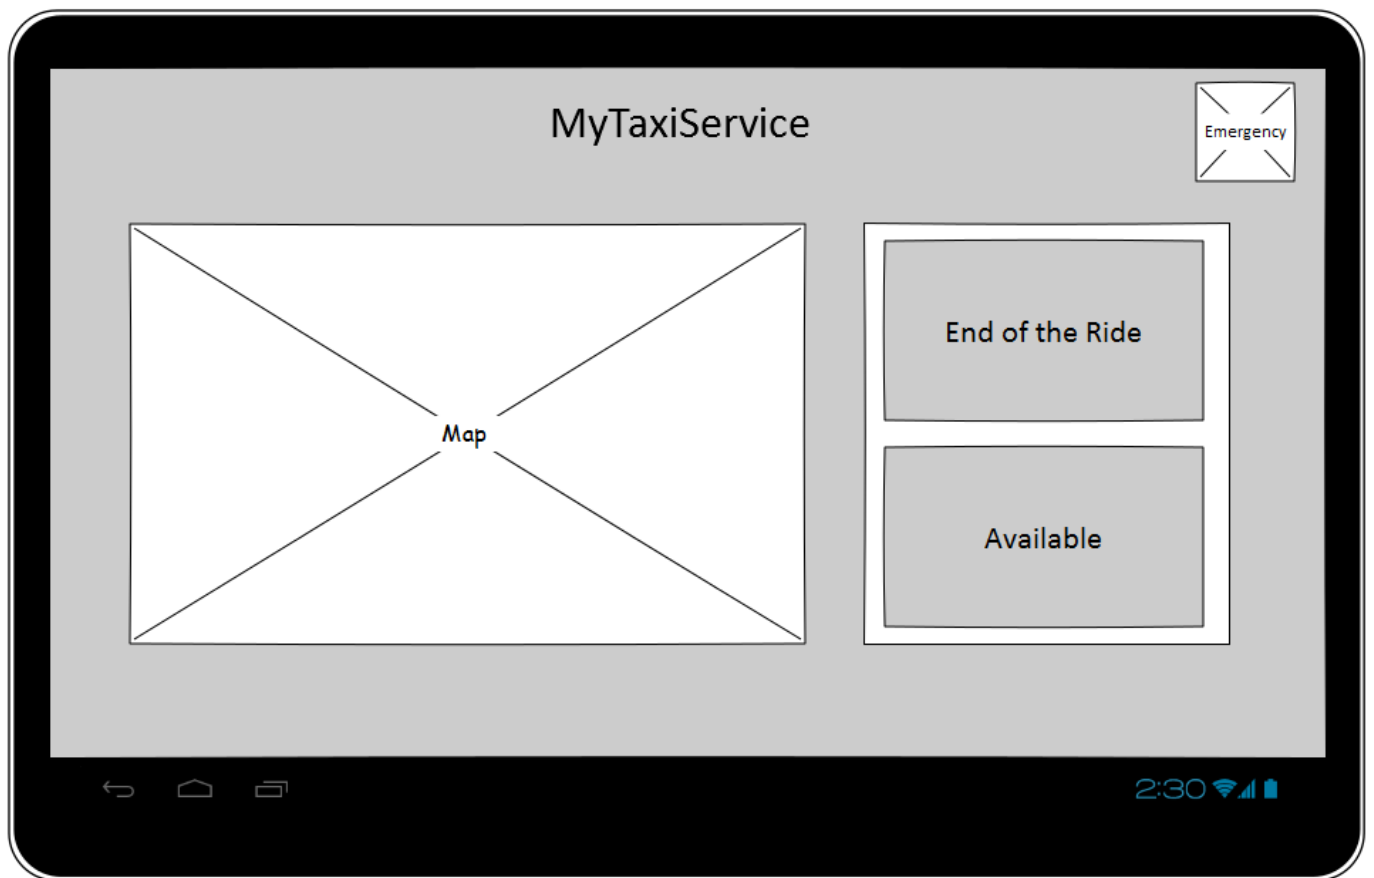 MyTaxiService
Emergency
Map
End of the Ride
Available
2:30